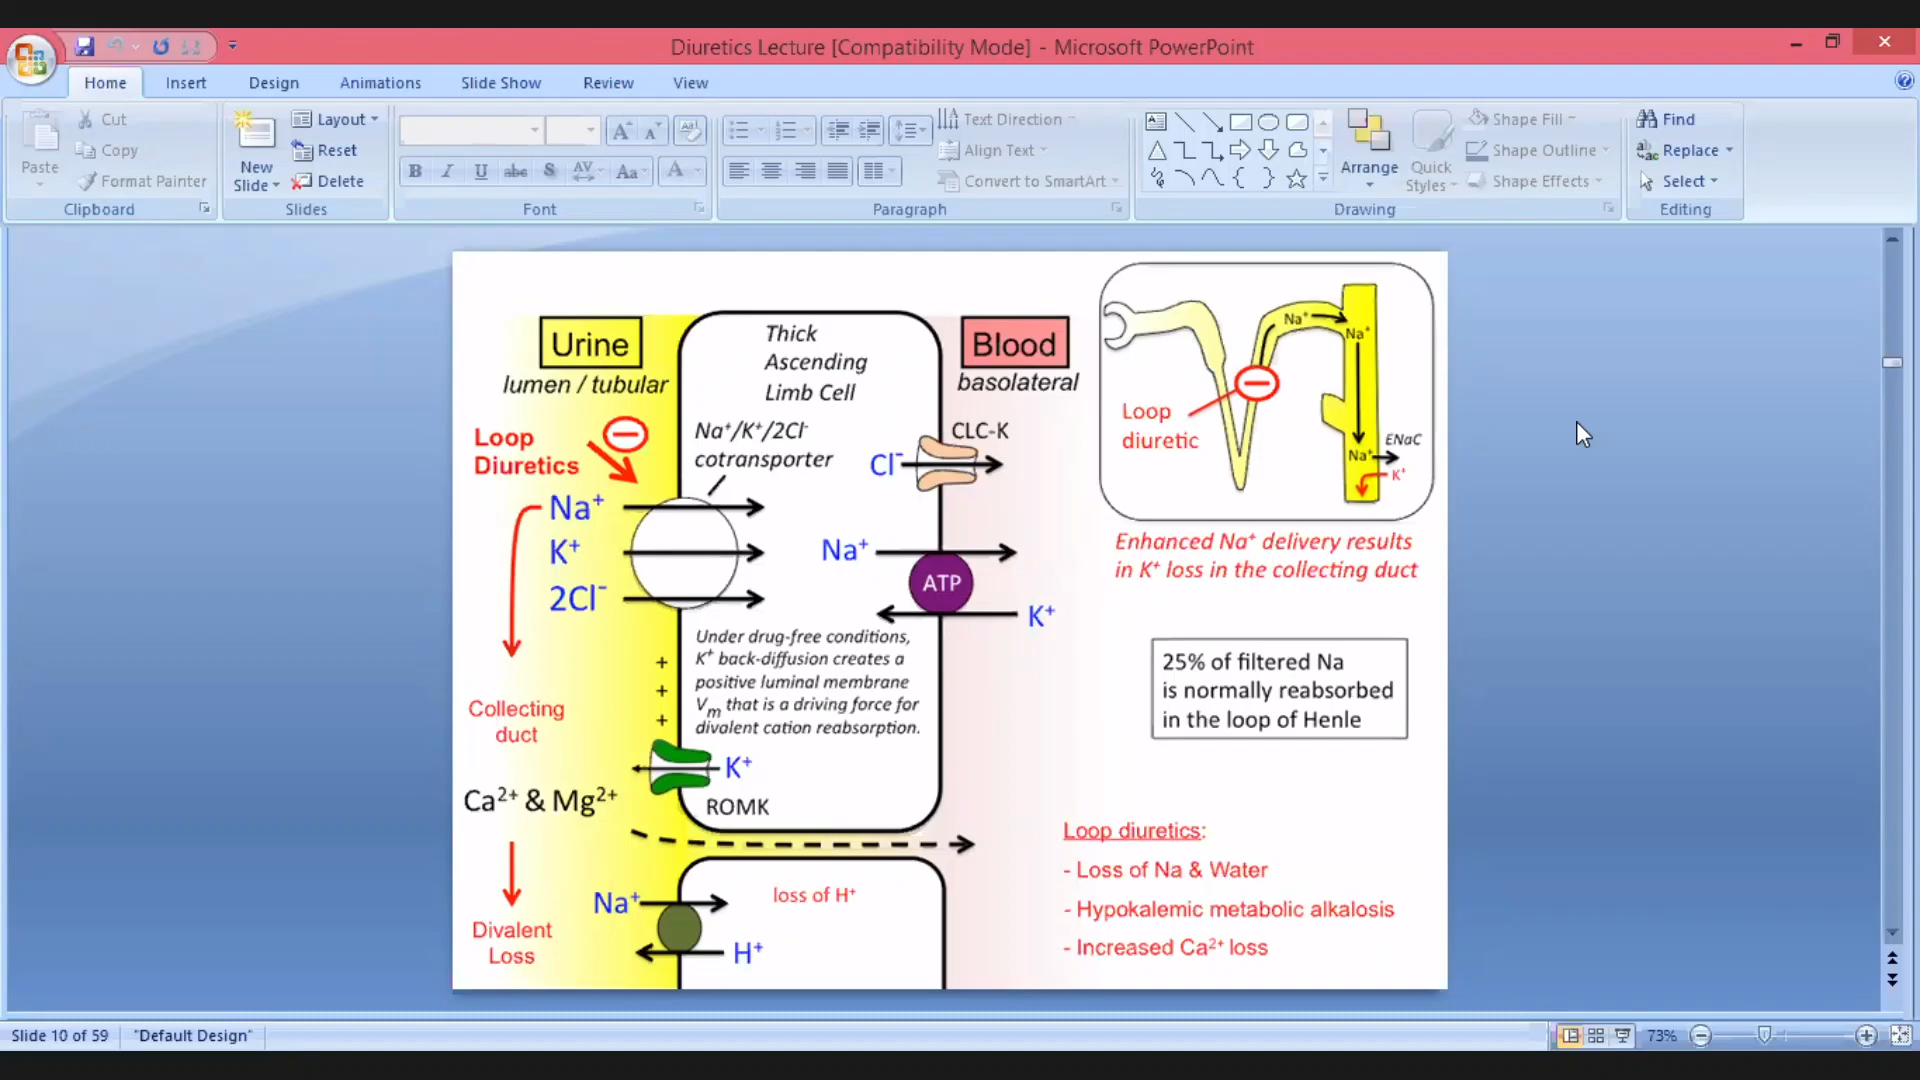 Diuretics Lecture [Compatibility Mode] - Microsoft PowerPoint
Home Insert Design Animations Slide Show Review View
Paste
Cut
Copy
Format Painter
Clipboard
New
Slide
Layout
Reset
Delete
Slides
B I U abc S AV Aa A
Font
Text Direction
Align Text
Convert to SmartArt
Paragraph
Arrange
Quick
Styles
Shape Fill
Shape Outline
Shape Effects
Drawing
Find
Replace
Select
Editing
Urine
lumen / tubular
Thick
Ascending
Limb Cell
Blood
basolateral
Loop
Diuretics
Na⁺/K⁺/2Cl⁻
cotransporter
CLC-K
Cl⁻
Na⁺
K⁺
2Cl⁻
Na⁺
ATP
K⁺
Under drug-free conditions,
K⁺ back-diffusion creates a
positive luminal membrane
Vm that is a driving force for
divalent cation reabsorption.
+
+
+
K⁺
ROMK
Collecting
duct
Ca²⁺ & Mg²⁺
Divalent
Loss
Na⁺
H⁺
loss of H⁺
Na⁺
Na⁺
Loop
diuretic
ENaC
Na⁺
K⁺
Enhanced Na⁺ delivery results
in K⁺ loss in the collecting duct
25% of filtered Na
is normally reabsorbed
in the loop of Henle
Loop diuretics:
- Loss of Na & Water
- Hypokalemic metabolic alkalosis
- Increased Ca²⁺ loss
Slide 10 of 59 "Default Design" 73%